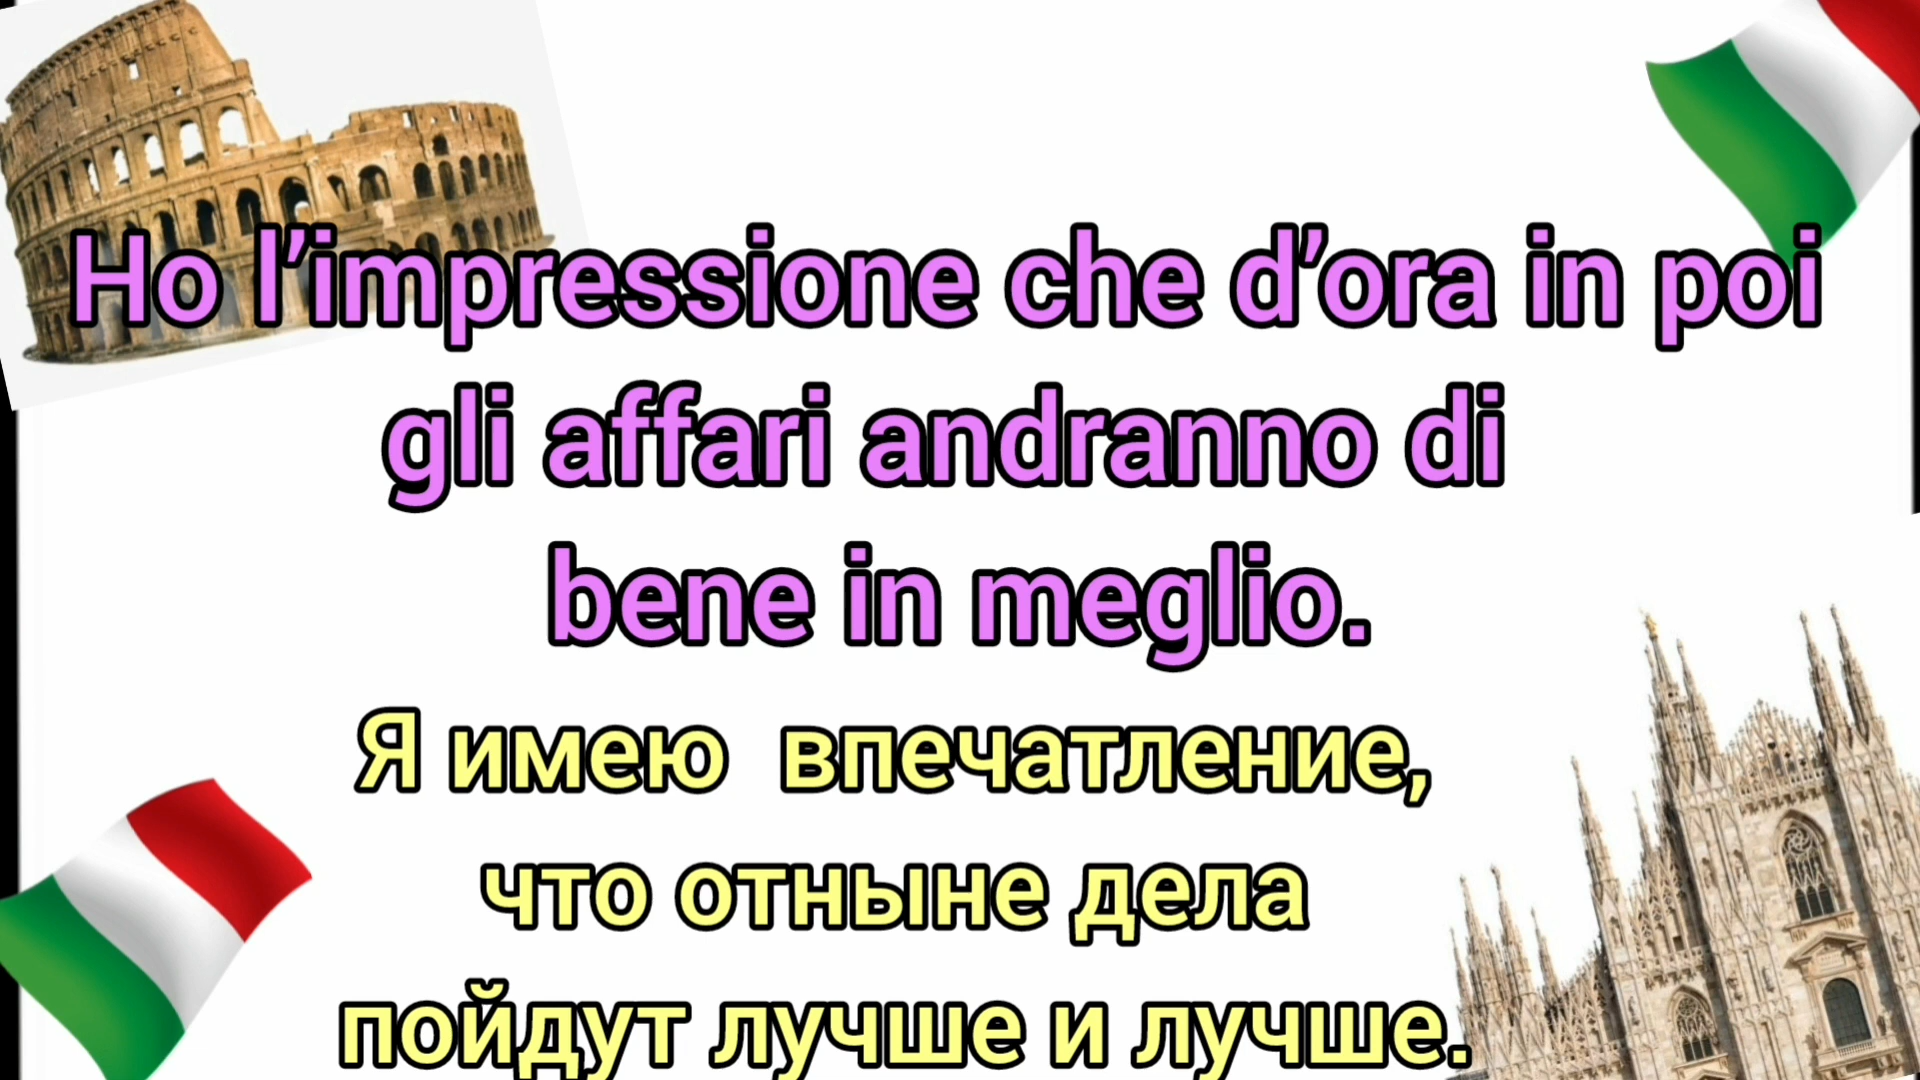 Ho l’impressione che d’ora in poi
gli affari andranno di
bene in meglio.
Я имею впечатление,
что отныне дела
пойдут лучше и лучше.